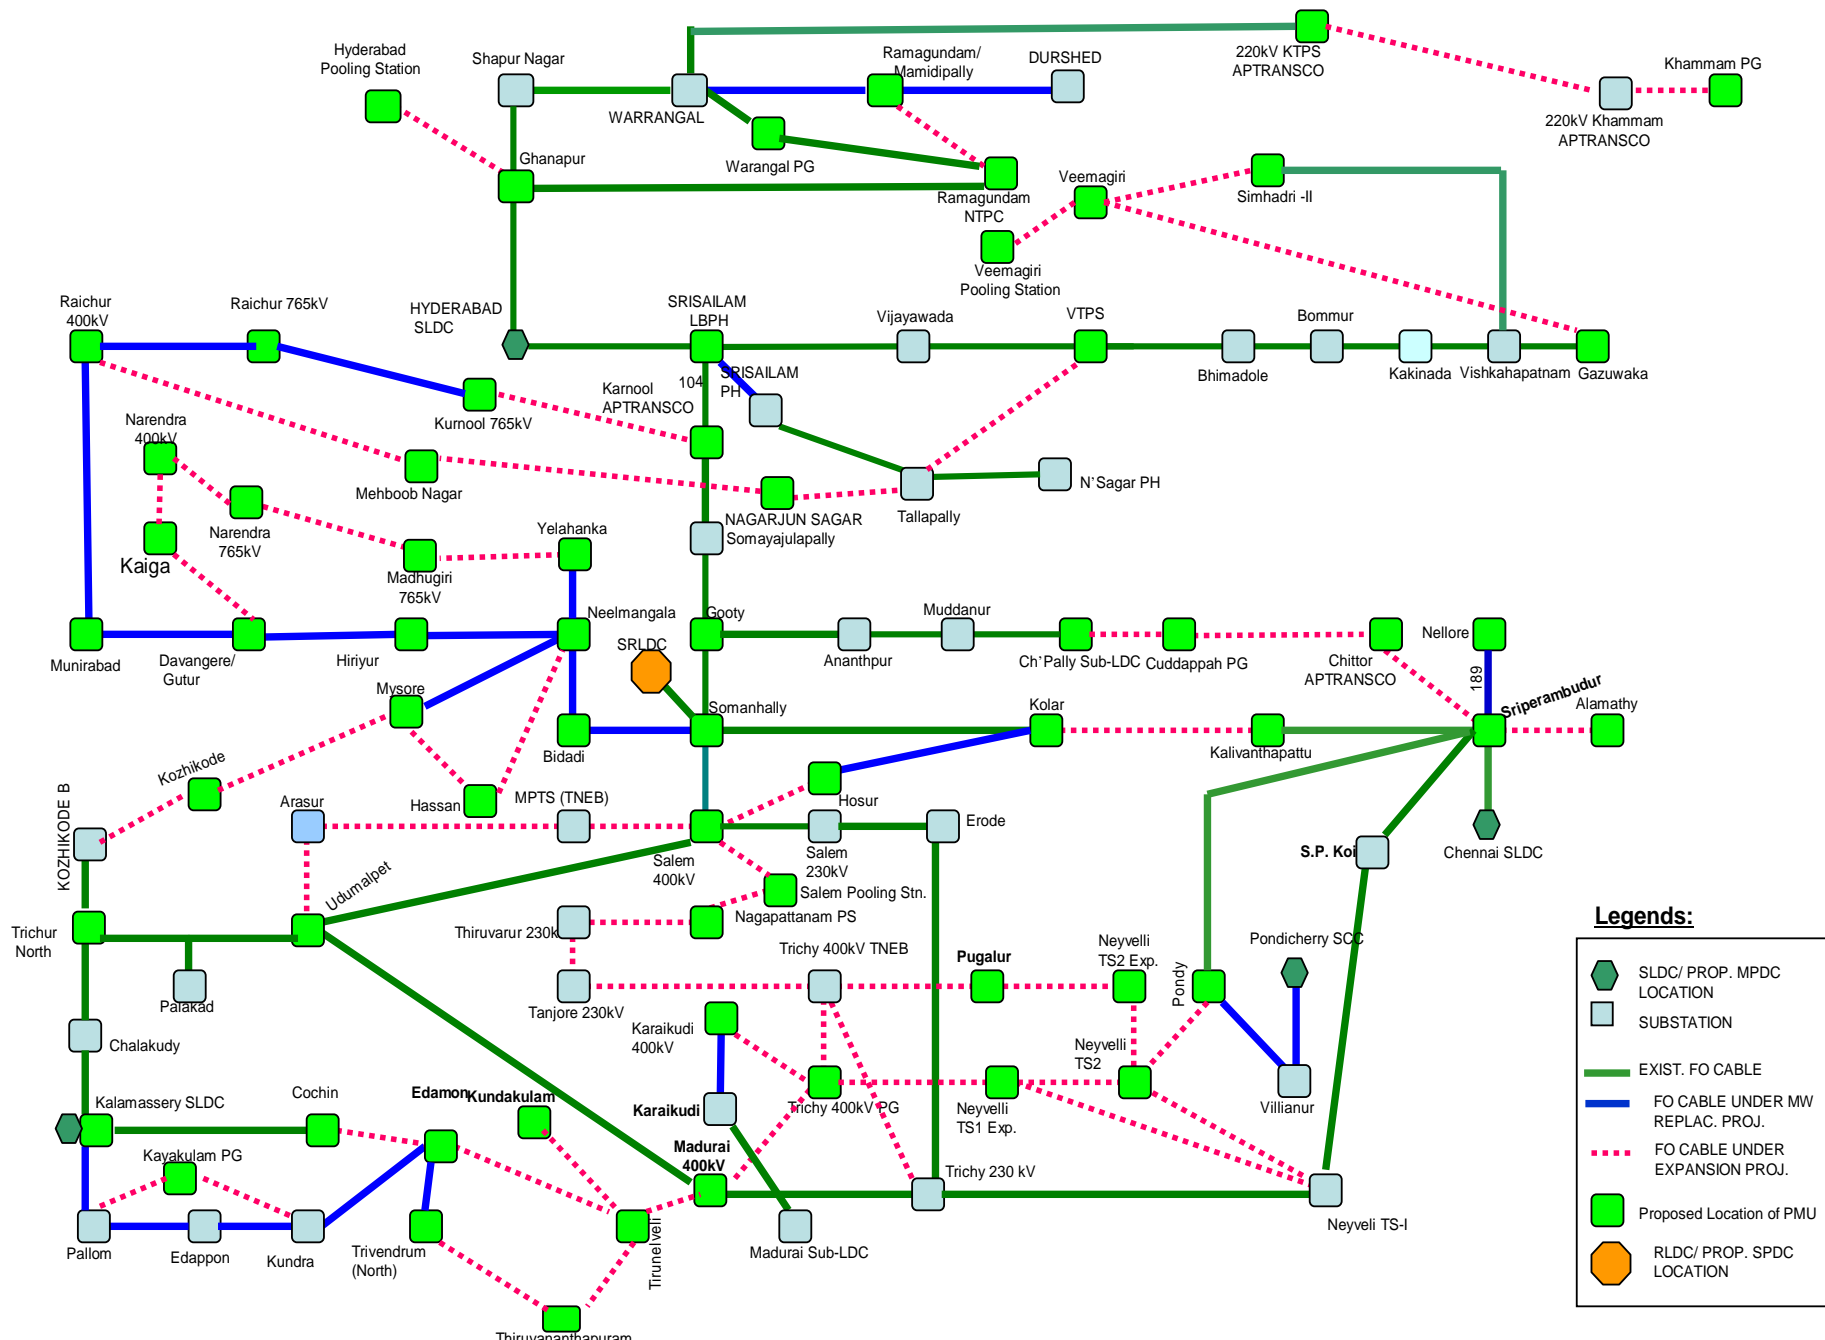 Hyderabad
Pooling Station
Shapur Nagar
WARRANGAL
Ramagundam/
Mamidipally
DURSHED
220kV KTPS
APTRANSCO
Khammam PG
220kV Khammam
APTRANSCO
Ghanapur
Warangal PG
Ramagundam
NTPC
Veemagiri
Simhadri -II
Veemagiri
Pooling Station
Raichur
400kV
Raichur 765kV
HYDERABAD
SLDC
SRISAILAM
LBPH
Vijayawada
VTPS
Bommur
Bhimadole
Kakinada
Vishkahapatnam
Gazuwaka
104
SRISAILAM
PH
Karnool
APTRANSCO
Kurnool 765kV
Narendra
400kV
Mehboob Nagar
NAGARJUN SAGAR
Tallapally
N'Sagar PH
Narendra
765kV
Kaiga
Madhugiri
765kV
Yelahanka
Somayajulapally
Neelmangala
Gooty
Muddanur
Munirabad
Davangere/
Gutur
Hiriyur
SRLDC
Ananthpur
Ch'Pally Sub-LDC
Cuddappah PG
Chittor
APTRANSCO
Nellore
189
Sriperambudur
Alamathy
Mysore
Bidadi
Somanhally
Kolar
Kalivanthapattu
Kozhikode
KOZHIKODE B
Arasur
Hassan
MPTS (TNEB)
Hosur
Erode
Salem
400kV
Salem
230kV
S.P. Koi
Chennai SLDC
Udumalpet
Salem Pooling Stn.
Nagapattanam PS
Thiruvarur 230k
Trichur
North
Palakad
Trichy 400kV TNEB
Pugalur
Neyvelli
TS2 Exp.
Pondy
Pondicherry SCC
Tanjore 230kV
Chalakudy
Karaikudi
400kV
Neyvelli
TS2
Kalamassery SLDC
Cochin
Edamon
Kundakulam
Karaikudi
Trichy 400kV PG
Neyvelli
TS1 Exp.
Villianur
Kayakulam PG
Madurai
400kV
Trichy 230 kV
Neyveli TS-I
Pallom
Edappon
Kundra
Trivendrum
(North)
Tirunelveli
Madurai Sub-LDC
Thiruvananthapuram
Legends:
SLDC/ PROP. MPDC
LOCATION
SUBSTATION
EXIST. FO CABLE
FO CABLE UNDER MW
REPLAC. PROJ.
FO CABLE UNDER
EXPANSION PROJ.
Proposed Location of PMU
RLDC/ PROP. SPDC
LOCATION